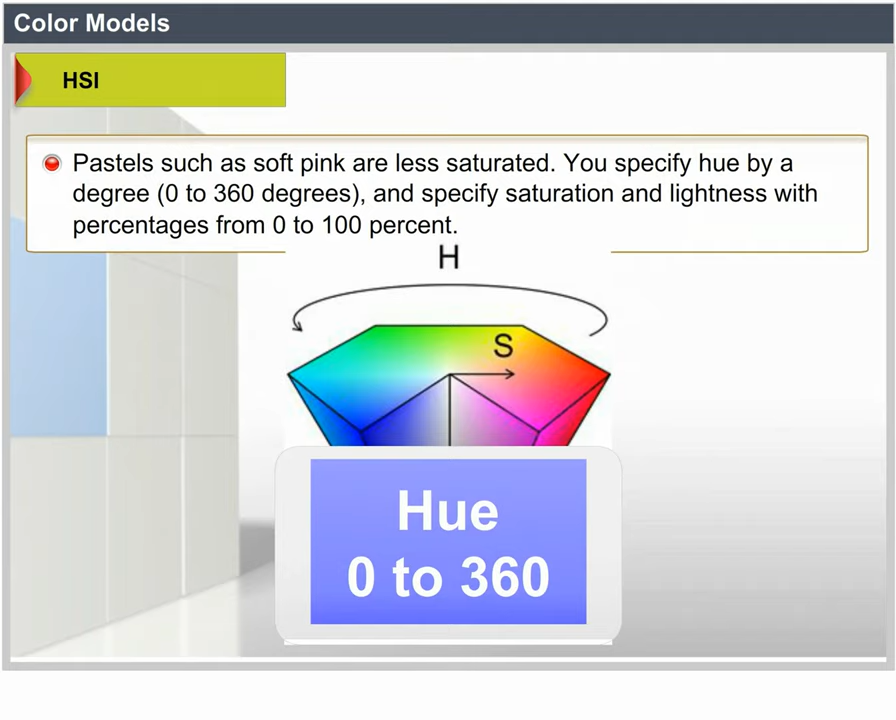 Color Models
HSI
Pastels such as soft pink are less saturated. You specify hue by a
degree (0 to 360 degrees), and specify saturation and lightness with
percentages from 0 to 100 percent.
H
S
Hue
0 to 360